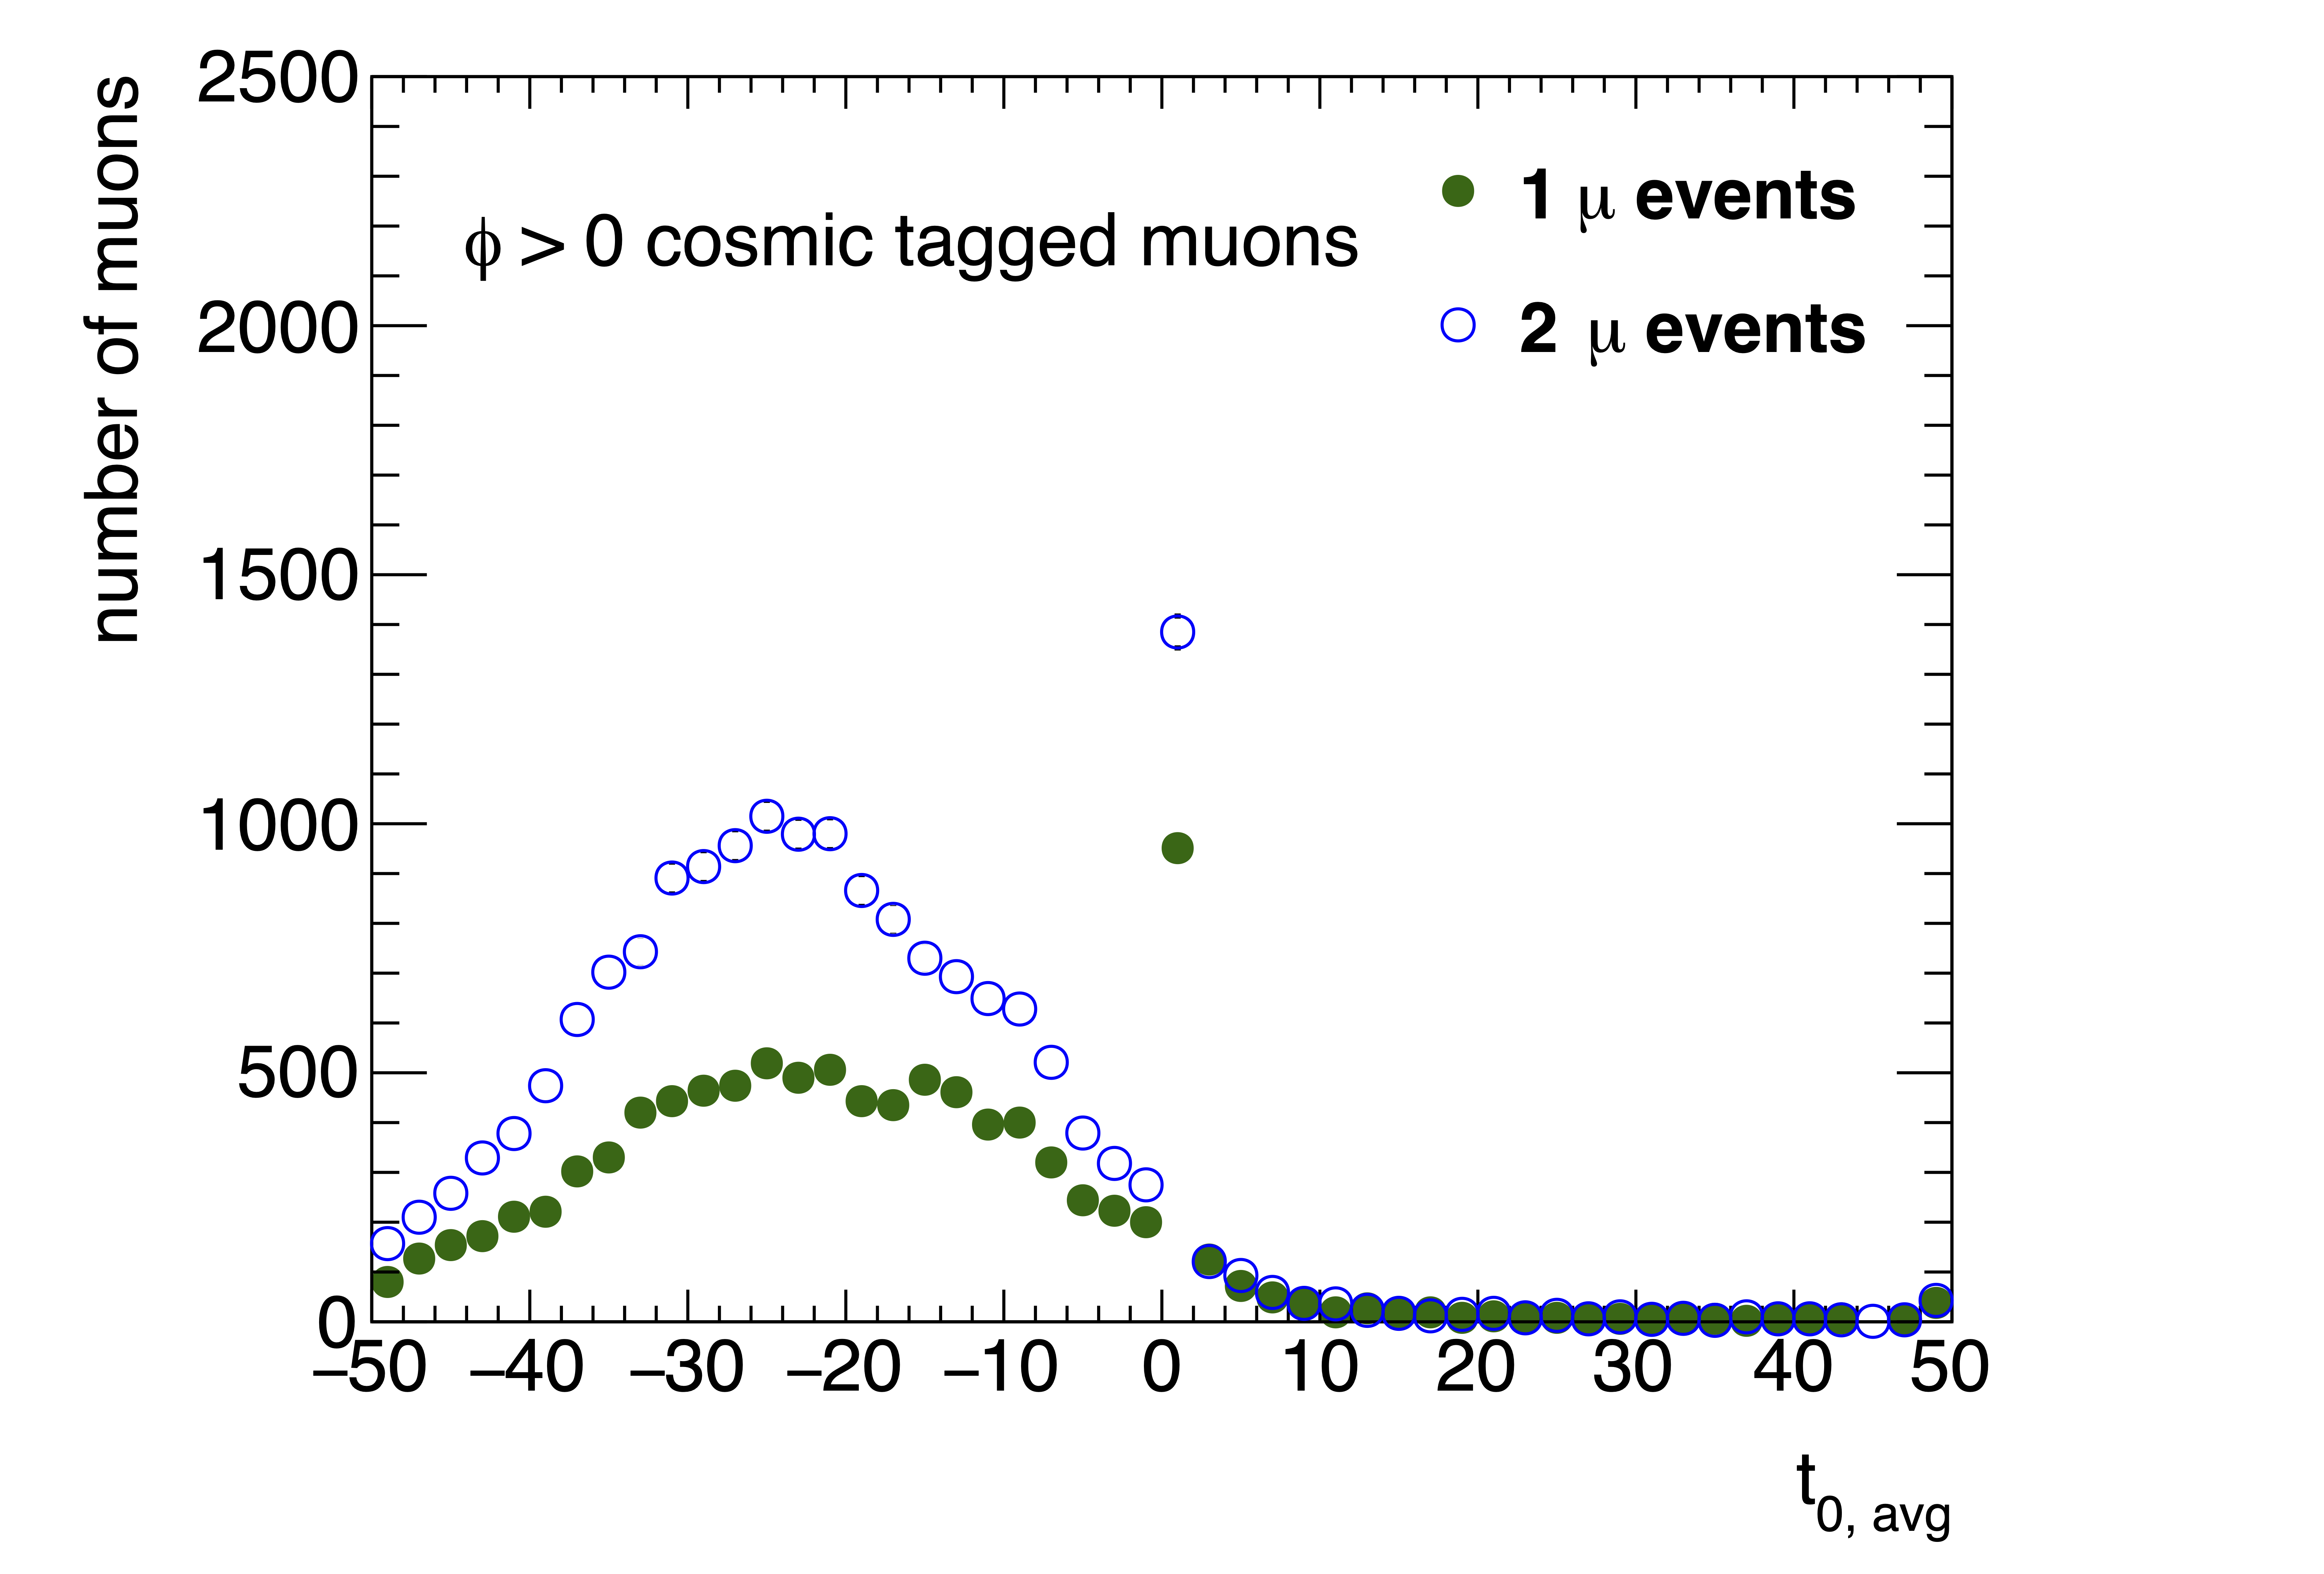 number of muons
2500
2000
1500
1000
500
0
ϕ > 0 cosmic tagged muons
1 μ events
2 μ events
−50 −40 −30 −20 −10 0 10 20 30 40 50
t0, avg